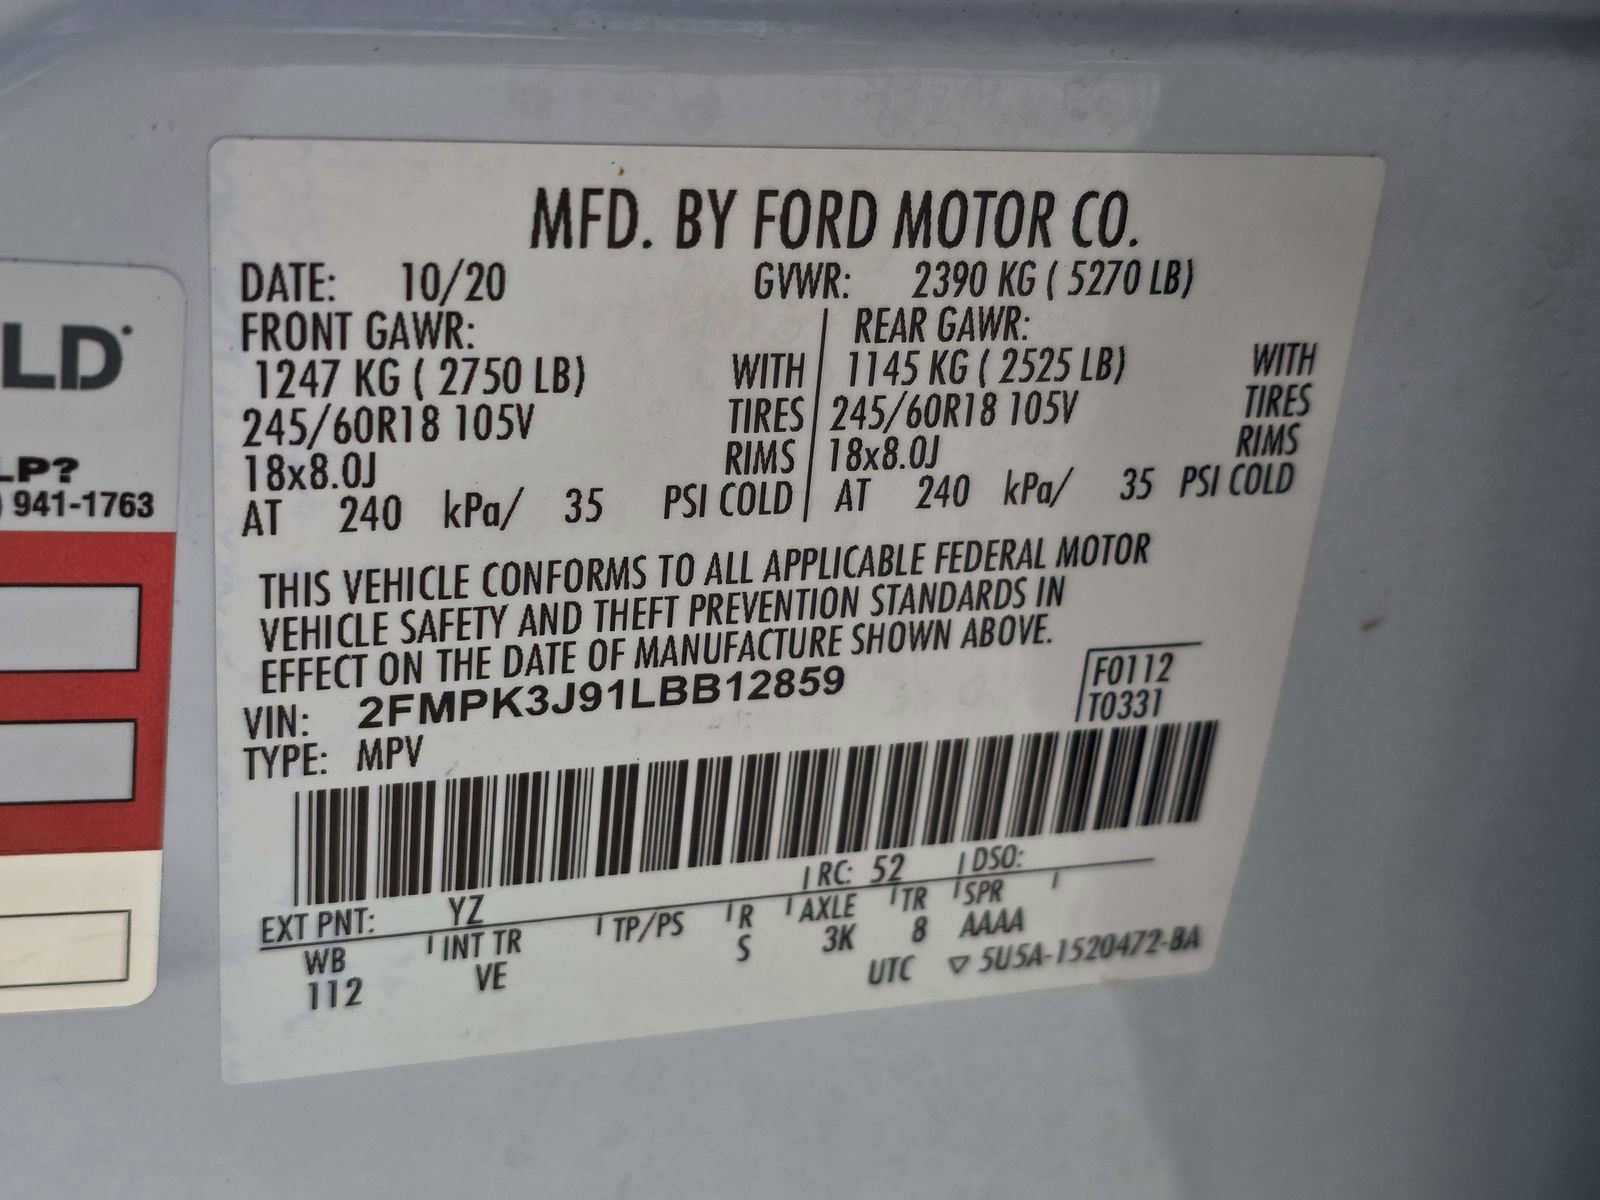 LD
LP?
) 941-1763
MFD. BY FORD MOTOR CO.
DATE: 10/20 GVWR: 2390 KG ( 5270 LB)
FRONT GAWR: REAR GAWR:
1247 KG ( 2750 LB) WITH 1145 KG ( 2525 LB) WITH
245/60R18 105V TIRES 245/60R18 105V TIRES
18x8.0J RIMS 18x8.0J RIMS
AT 240 kPa/ 35 PSI COLD AT 240 kPa/ 35 PSI COLD
THIS VEHICLE CONFORMS TO ALL APPLICABLE FEDERAL MOTOR
VEHICLE SAFETY AND THEFT PREVENTION STANDARDS IN
EFFECT ON THE DATE OF MANUFACTURE SHOWN ABOVE.
VIN: 2FMPK3J91LBB12859 F0112
TYPE: MPV T0331
EXT PNT: YZ RC: 52 DSO:
WB INT TR TP/PS R AXLE TR SPR
112 VE S 3K 8 AAAA
UTC ▽ 5U5A-1520472-BA